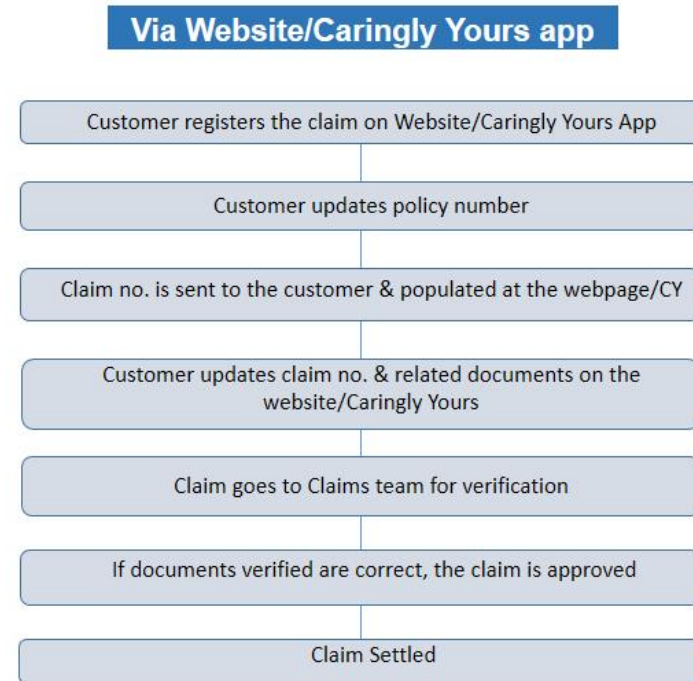 Via Website/Caringly Yours app
Customer registers the claim on Website/Caringly Yours App
Customer updates policy number
Claim no. is sent to the customer & populated at the webpage/CY
Customer updates claim no. & related documents on the
website/Caringly Yours
Claim goes to Claims team for verification
If documents verified are correct, the claim is approved
Claim Settled